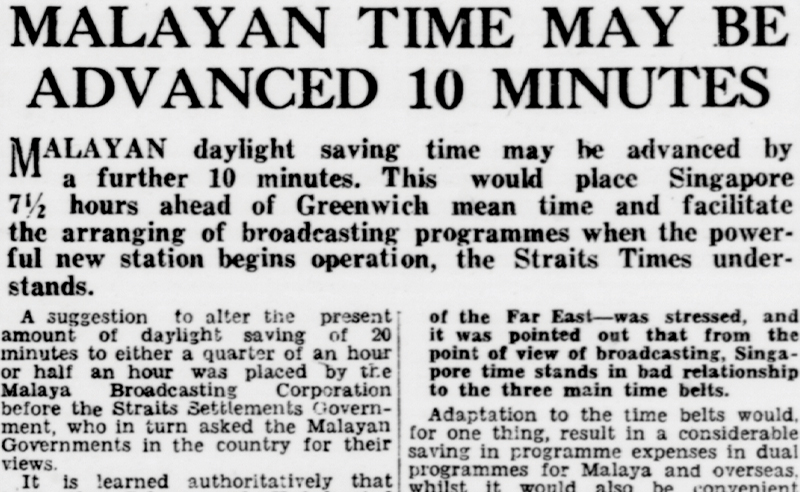 MALAYAN TIME MAY BE
ADVANCED 10 MINUTES
MALAYAN daylight saving time may be advanced by
a further 10 minutes. This would place Singapore
7½ hours ahead of Greenwich mean time and facilitate
the arranging of broadcasting programmes when the power-
ful new station begins operation, the Straits Times under-
stands.
A suggestion to alter the present
amount of daylight saving of 20
minutes to either a quarter of an hour
or half an hour was placed by the
Malaya Broadcasting Corporation
before the Straits Settlements Govern-
ment, who in turn asked the Malayan
Governments in the country for their
views.
It is learned authoritatively that
of the Far East—was stressed, and
it was pointed out that from the
point of view of broadcasting, Singa-
pore time stands in bad relationship
to the three main time belts.
Adaptation to the time belts would,
for one thing, result in a considerable
saving in programme expenses in dual
programmes for Malaya and overseas,
whilst it would also be convenient